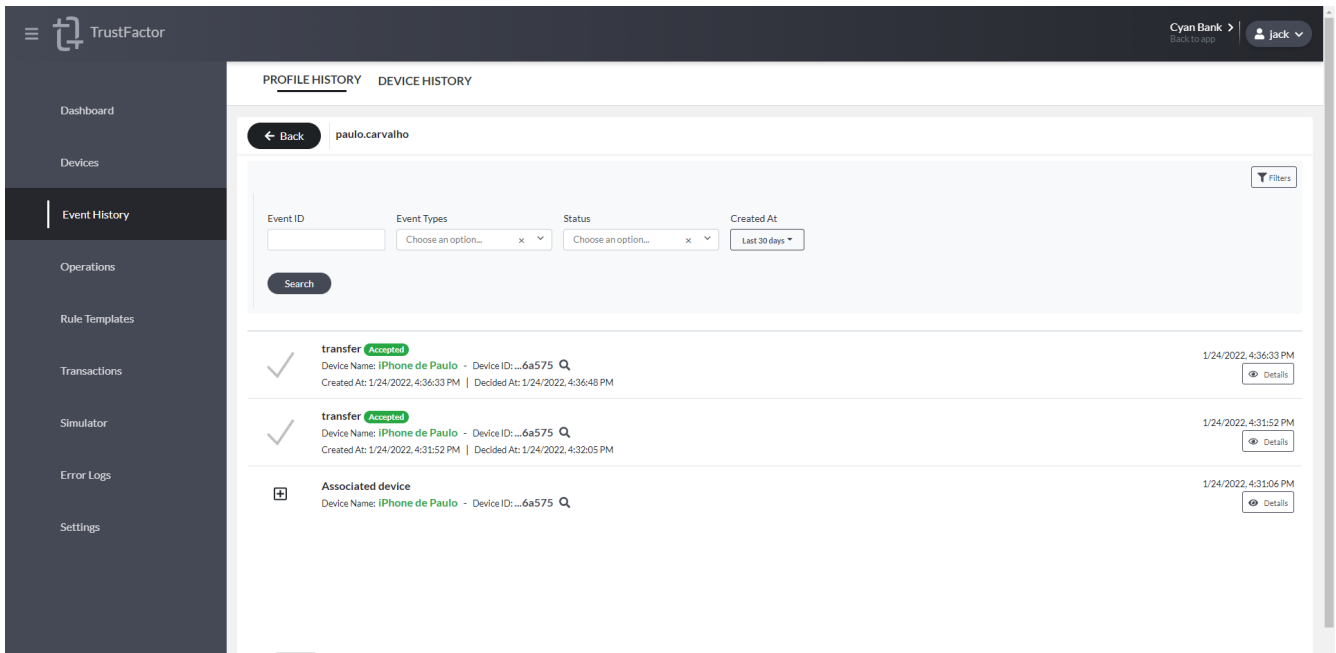 TrustFactor
Cyan Bank
Back to app
jack
Dashboard
Devices
Event History
Operations
Rule Templates
Transactions
Simulator
Error Logs
Settings
PROFILE HISTORY DEVICE HISTORY
Back paulo.carvalho
Filters
Event ID Event Types Status Created At
Choose an option... × Choose an option... × Last 30 days
Search
transfer Accepted
Device Name: iPhone de Paulo - Device ID: ...6a575
Created At: 1/24/2022, 4:36:33 PM | Decided At: 1/24/2022, 4:36:48 PM
1/24/2022, 4:36:33 PM
Details
transfer Accepted
Device Name: iPhone de Paulo - Device ID: ...6a575
Created At: 1/24/2022, 4:31:52 PM | Decided At: 1/24/2022, 4:32:05 PM
1/24/2022, 4:31:52 PM
Details
Associated device
Device Name: iPhone de Paulo - Device ID: ...6a575
1/24/2022, 4:31:06 PM
Details